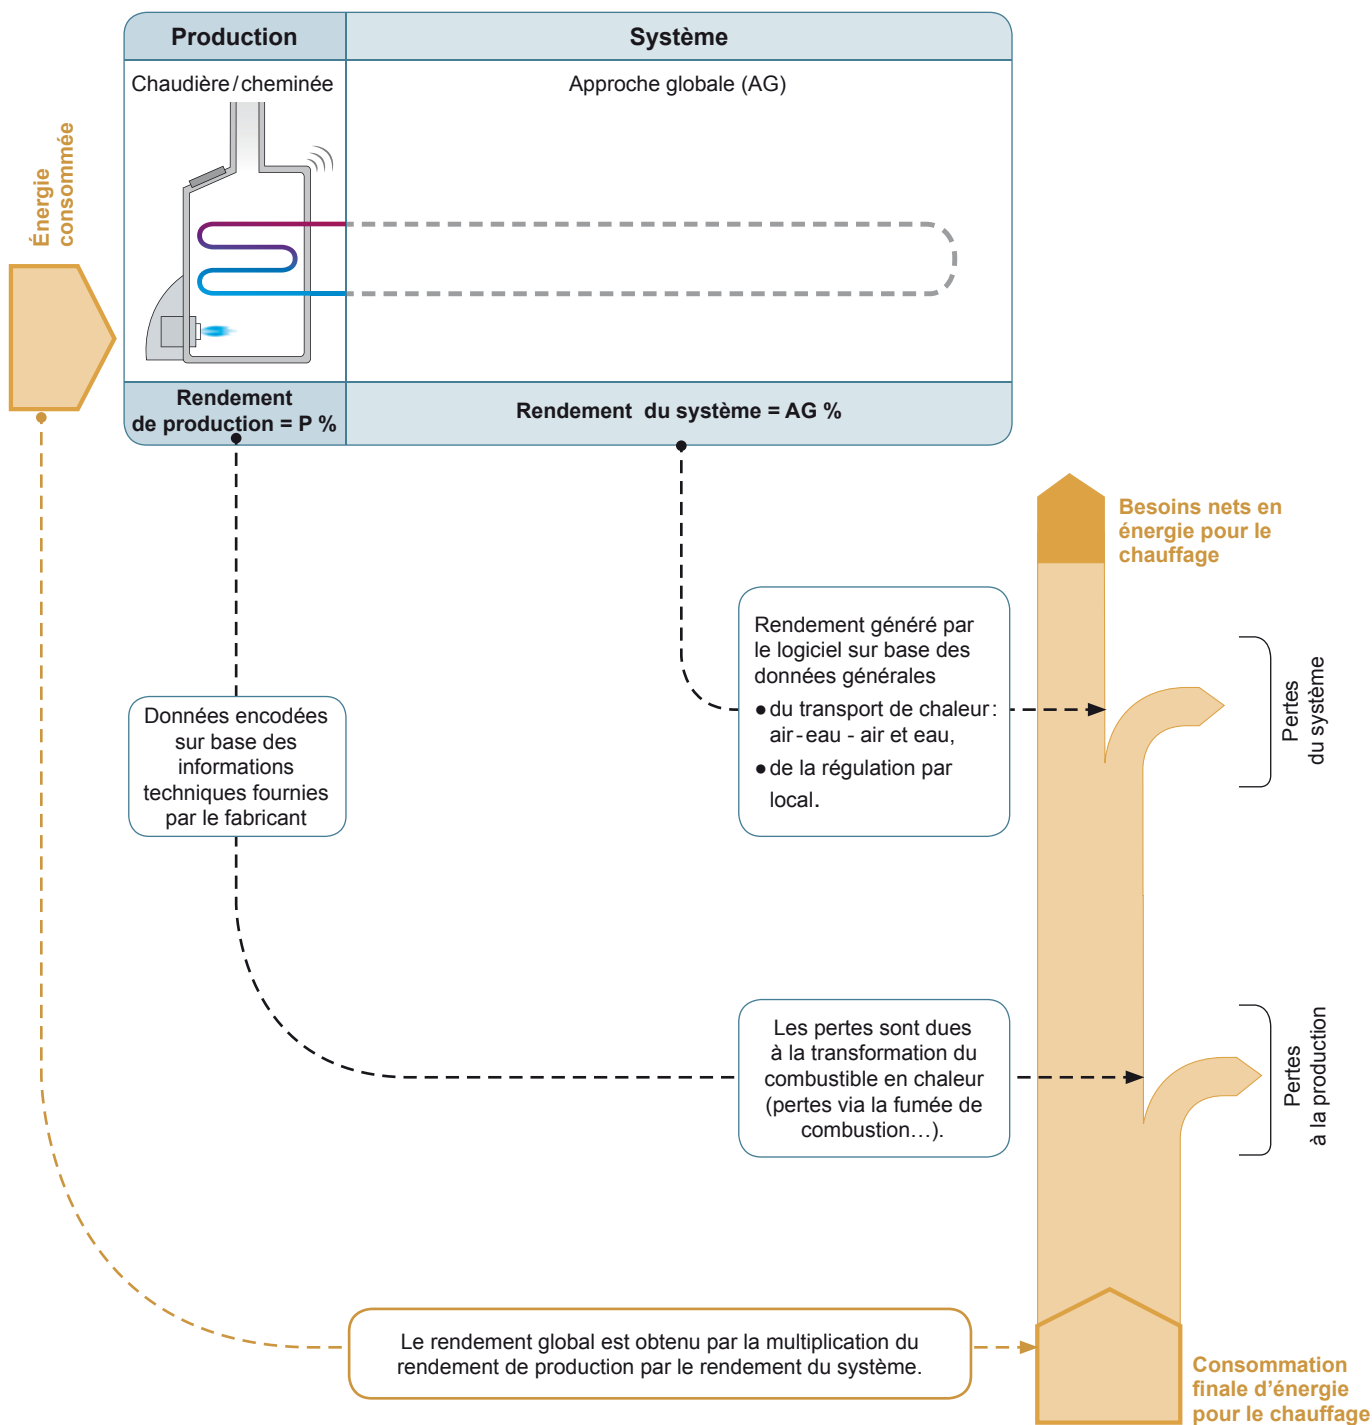 Production
Système
Chaudière/cheminée
Approche globale (AG)
Énergie
consommée
Rendement
de production = P %
Rendement du système = AG %
Besoins nets en
énergie pour le
chauffage
Rendement généré par
le logiciel sur base des
données générales
• du transport de chaleur:
air-eau - air et eau,
• de la régulation par
local.
Pertes
du système
Données encodées
sur base des
informations
techniques fournies
par le fabricant
Les pertes sont dues
à la transformation du
combustible en chaleur
(pertes via la fumée de
combustion…).
Pertes
à la production
Le rendement global est obtenu par la multiplication du
rendement de production par le rendement du système.
Consommation
finale d’énergie
pour le chauffage